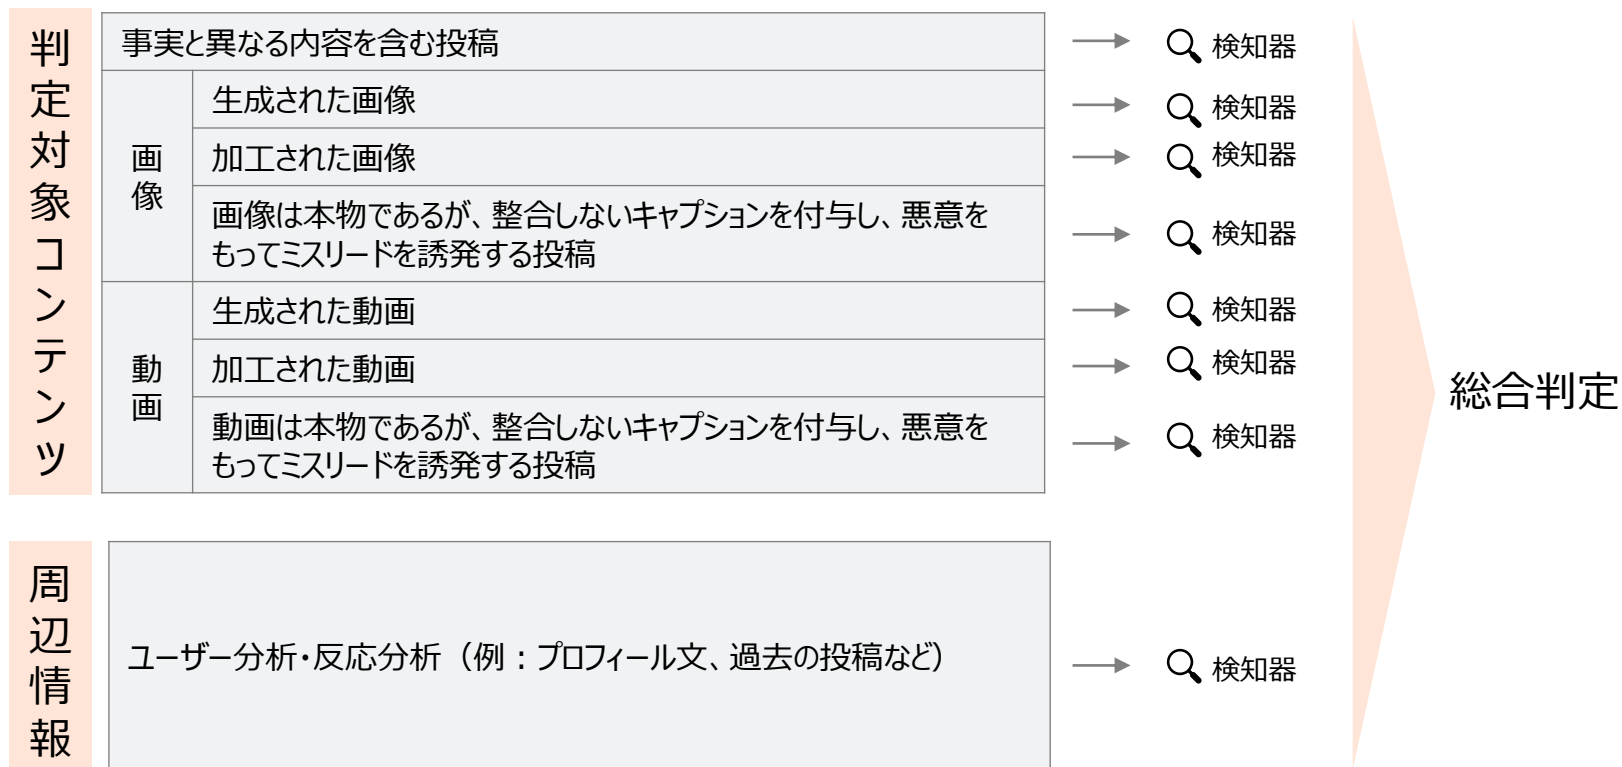 判定対象コンテンツ
事実と異なる内容を含む投稿
検知器
画像
生成された画像
検知器
加工された画像
検知器
画像は本物であるが、整合しないキャプションを付与し、悪意を
もってミスリードを誘発する投稿
検知器
動画
生成された動画
検知器
加工された動画
検知器
動画は本物であるが、整合しないキャプションを付与し、悪意を
もってミスリードを誘発する投稿
検知器
周辺情報
ユーザー分析・反応分析（例：プロフィール文、過去の投稿など）
検知器
総合判定